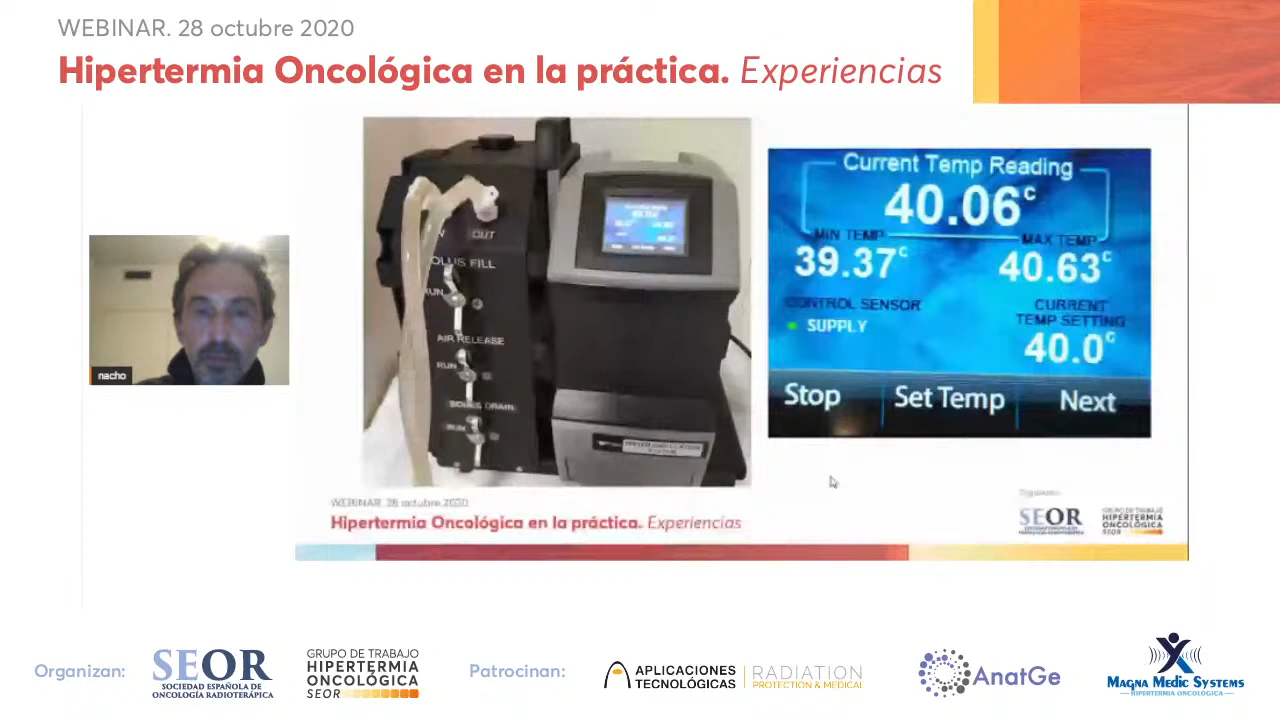 WEBINAR. 28 octubre 2020
Hipertermia Oncológica en la práctica. Experiencias
nacho
OUT
RUN
AIR RELEASE
RUN
BOLUS DRAIN
RUN
Current Temp Reading
40.06c
MIN TEMP
MAX TEMP
39.37c
40.63c
CONTROL SENSOR
SUPPLY
CURRENT
TEMP SETTING
40.0c
Stop
Set Temp
Next
WEBINAR. 28 octubre 2020
Hipertermia Oncológica en la práctica. Experiencias
SEOR
GRUPO DE TRABAJO
HIPERTERMIA
ONCOLÓGICA
SEOR
Organizan:
SEOR
SOCIEDAD ESPAÑOLA DE
ONCOLOGÍA RADIOTERÁPICA
GRUPO DE TRABAJO
HIPERTERMIA
ONCOLÓGICA
SEOR
Patrocinan:
APLICACIONES
TECNOLÓGICAS
RADIATION
PROTECTION & MEDICAL
AnatGe
MAGNA MEDIC SYSTEMS
HIPERTERMIA ONCOLÓGICA